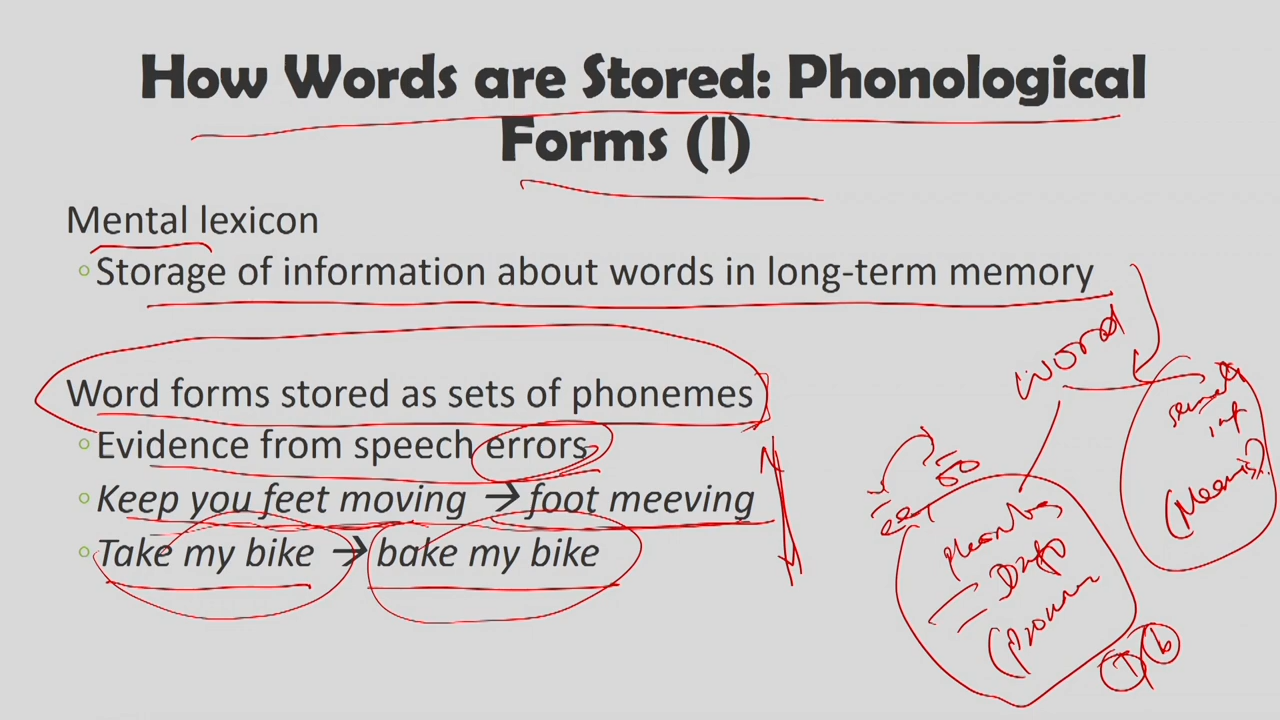 How Words are Stored: Phonological
Forms (I)
Mental lexicon
Storage of information about words in long-term memory
Word forms stored as sets of phonemes
Evidence from speech errors
Keep you feet moving → foot meeving
Take my bike → bake my bike
word
inf
b